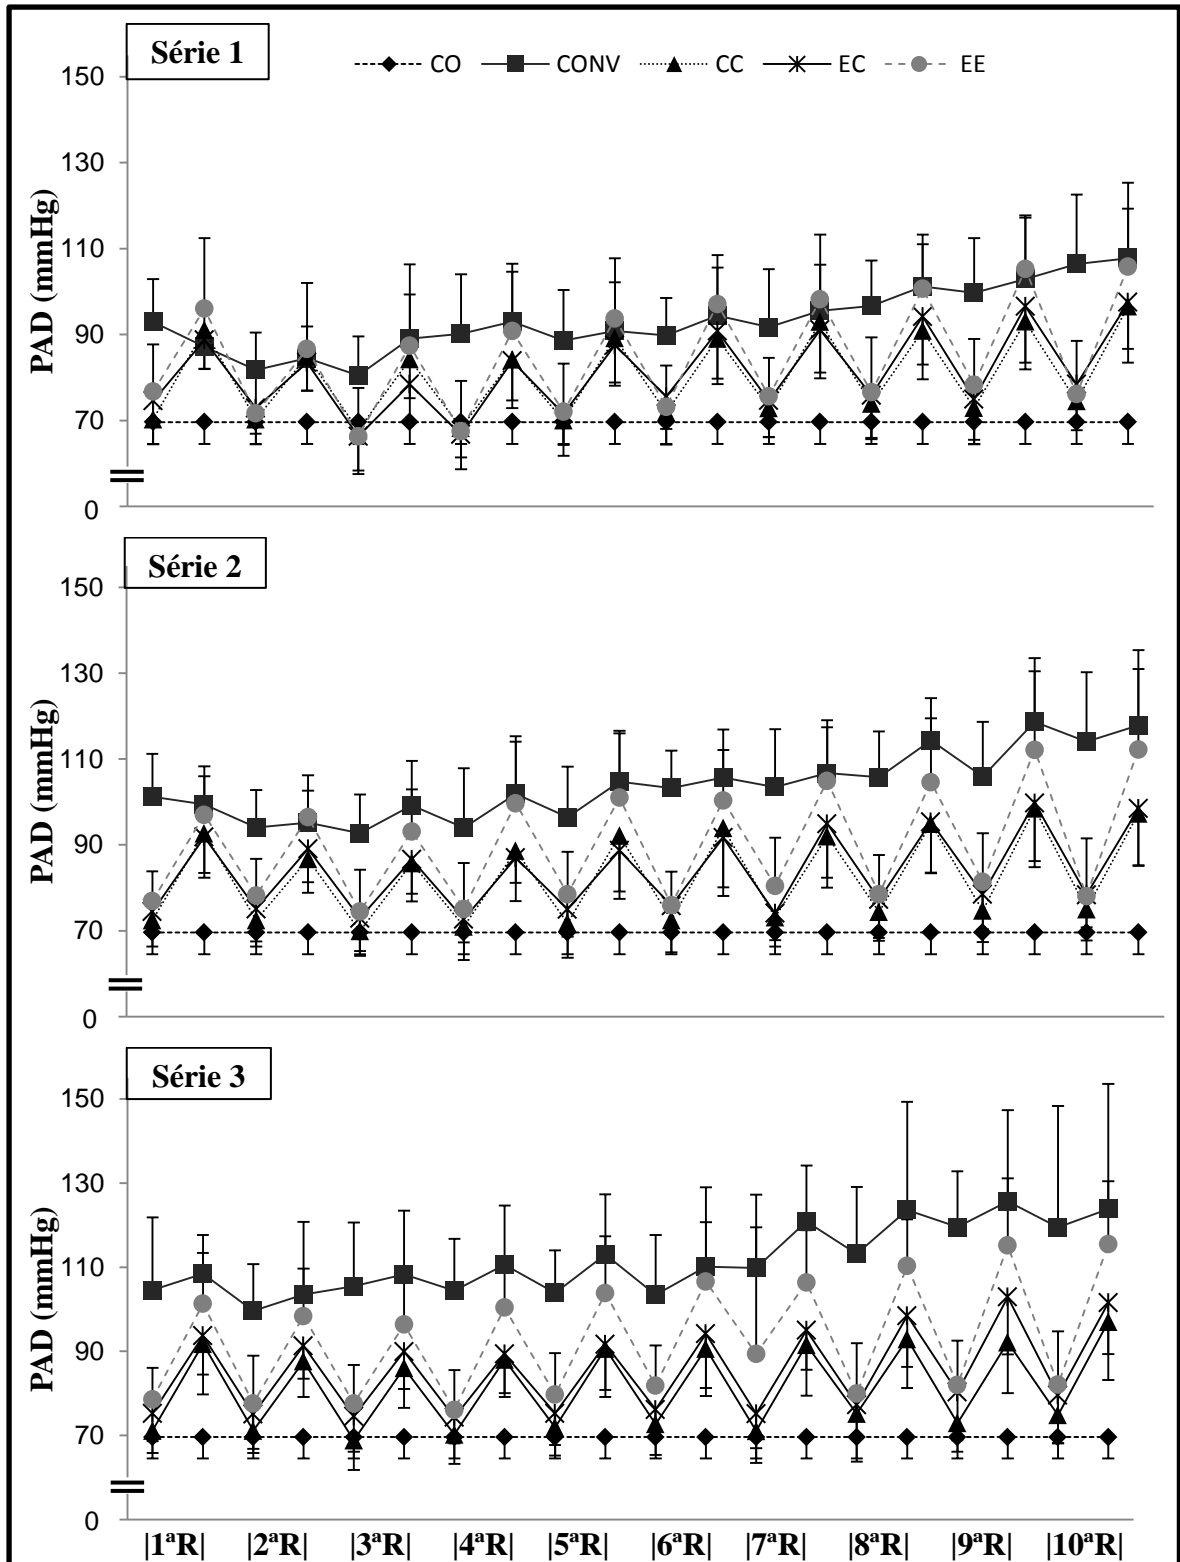 Série 1
CO CONV CC EC EE
150
130
110
90
70
0
PAD (mmHg)
Série 2
150
130
110
90
70
0
PAD (mmHg)
Série 3
150
130
110
90
70
0
PAD (mmHg)
|1ªR| |2ªR| |3ªR| |4ªR| |5ªR| |6ªR| |7ªR| |8ªR| |9ªR| |10ªR|